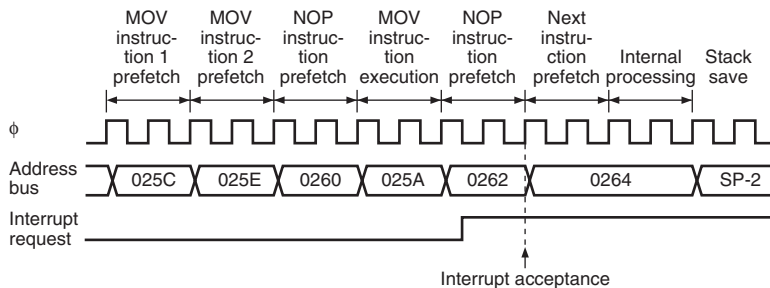 MOV
instruc-
tion 1
prefetch
MOV
instruc-
tion 2
prefetch
NOP
instruc-
tion
prefetch
MOV
instruc-
tion
execution
NOP
instruc-
tion
prefetch
Next
instru-
ction
prefetch
Internal
processing
Stack
save
φ
Address
bus
025C
025E
0260
025A
0262
0264
SP-2
Interrupt
request
Interrupt acceptance